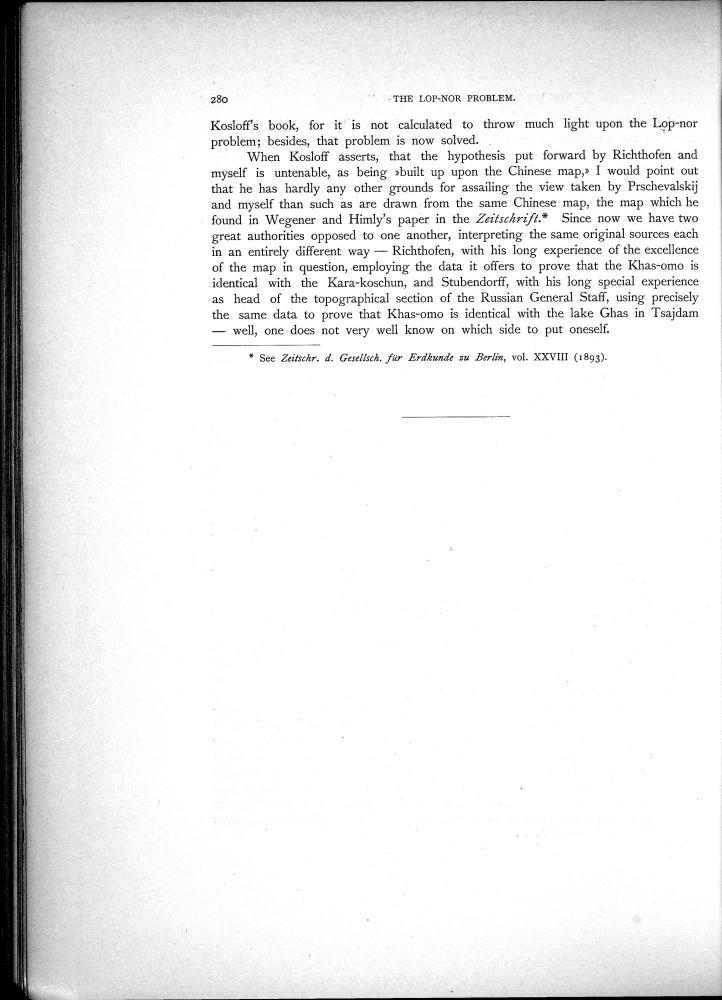 280 THE LOP-NOR PROBLEM.
Kosloff's book, for it is not calculated to throw much light upon the Lop-nor
problem; besides, that problem is now solved.
When Kosloff asserts, that the hypothesis put forward by Richthofen and
myself is untenable, as being »built up upon the Chinese map,» I would point out
that he has hardly any other grounds for assailing the view taken by Prschevalskij
and myself than such as are drawn from the same Chinese map, the map which he
found in Wegener and Himly's paper in the Zeitschrift.* Since now we have two
great authorities opposed to one another, interpreting the same original sources each
in an entirely different way — Richthofen, with his long experience of the excellence
of the map in question, employing the data it offers to prove that the Khas-omo is
identical with the Kara-koschun, and Stubendorff, with his long special experience
as head of the topographical section of the Russian General Staff, using precisely
the same data to prove that Khas-omo is identical with the lake Ghas in Tsajdam
— well, one does not very well know on which side to put oneself.
* See Zeitschr. d. Gesellsch. für Erdkunde zu Berlin, vol. XXVIII (1893).